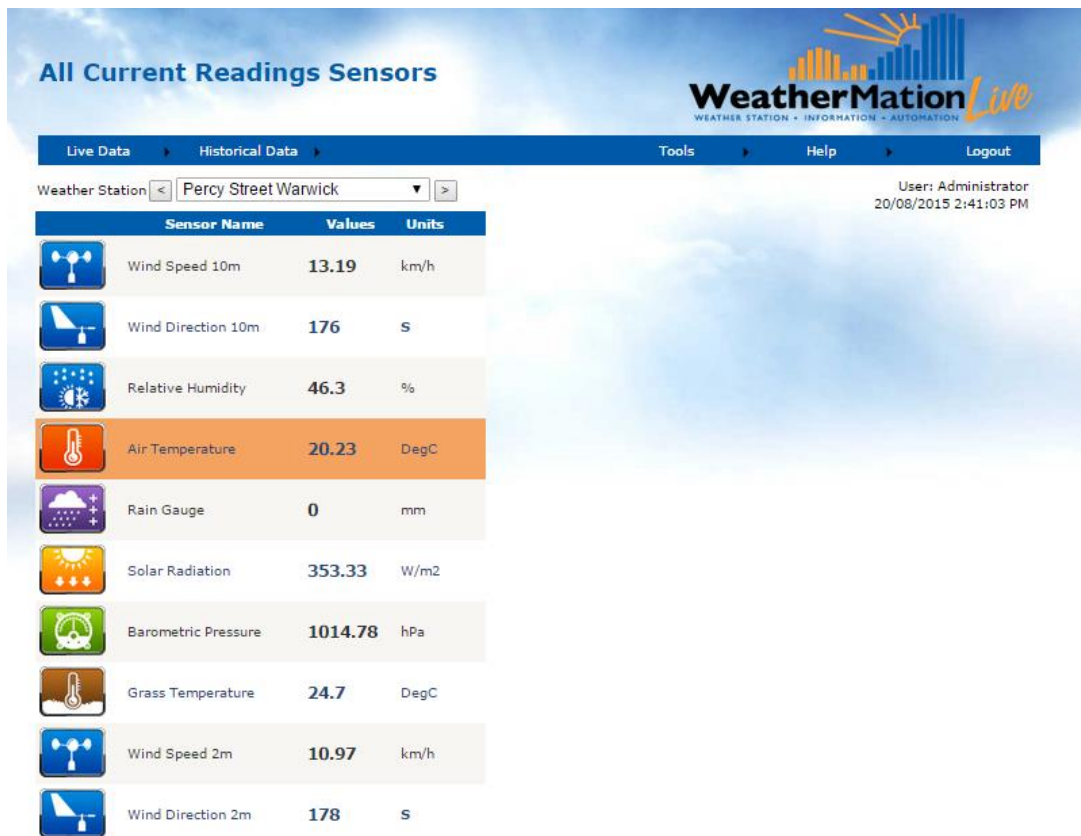 All Current Readings Sensors
WeatherMation Live
WEATHER STATION • INFORMATION • AUTOMATION
Live Data Historical Data Tools Help Logout
Weather Station < Percy Street Warwick >
User: Administrator
20/08/2015 2:41:03 PM
Sensor Name Values Units
Wind Speed 10m 13.19 km/h
Wind Direction 10m 176 S
Relative Humidity 46.3 %
Air Temperature 20.23 DegC
Rain Gauge 0 mm
Solar Radiation 353.33 W/m2
Barometric Pressure 1014.78 hPa
Grass Temperature 24.7 DegC
Wind Speed 2m 10.97 km/h
Wind Direction 2m 178 S